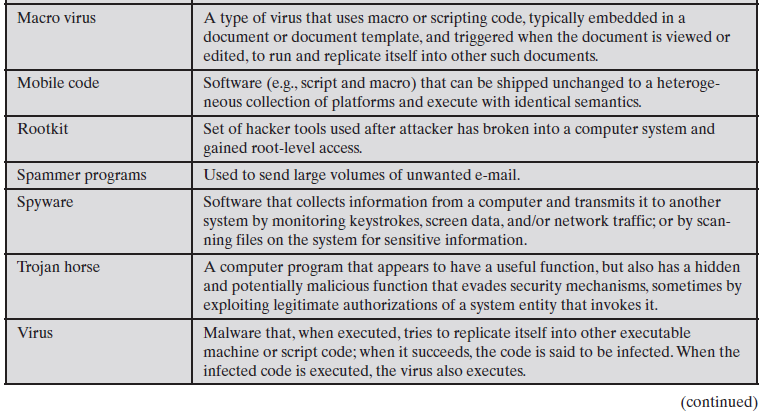 Macro virus
A type of virus that uses macro or scripting code, typically embedded in a
document or document template, and triggered when the document is viewed or
edited, to run and replicate itself into other such documents.
Mobile code
Software (e.g., script and macro) that can be shipped unchanged to a heteroge-
neous collection of platforms and execute with identical semantics.
Rootkit
Set of hacker tools used after attacker has broken into a computer system and
gained root-level access.
Spammer programs
Used to send large volumes of unwanted e-mail.
Spyware
Software that collects information from a computer and transmits it to another
system by monitoring keystrokes, screen data, and/or network traffic; or by scan-
ning files on the system for sensitive information.
Trojan horse
A computer program that appears to have a useful function, but also has a hidden
and potentially malicious function that evades security mechanisms, sometimes by
exploiting legitimate authorizations of a system entity that invokes it.
Virus
Malware that, when executed, tries to replicate itself into other executable
machine or script code; when it succeeds, the code is said to be infected. When the
infected code is executed, the virus also executes.
(continued)